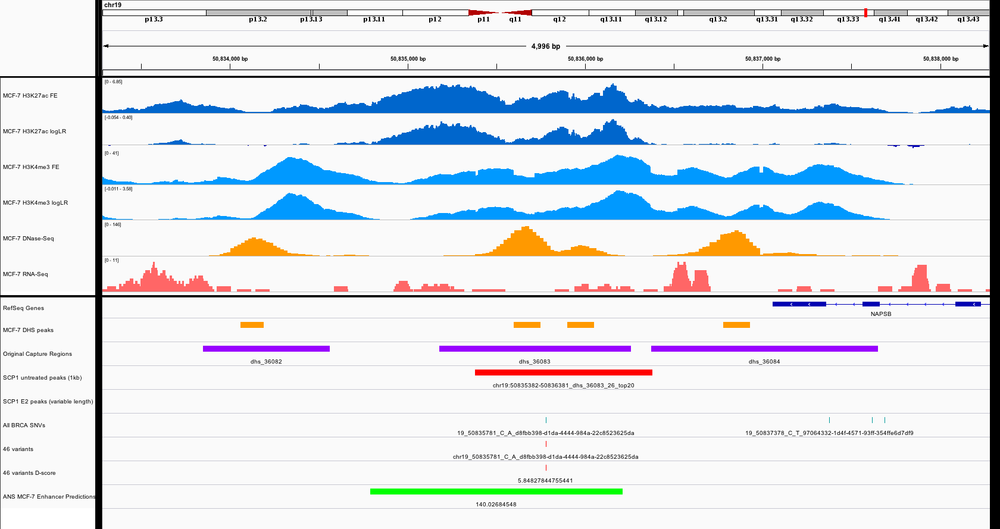 chr19
p13.3 p13.2 p13.13 p13.11 p12 p11 q11 q12 q13.11 q13.12 q13.2 q13.31 q13.32 q13.33 q13.41 q13.42 q13.43
4,996 bp
50,834,000 bp 50,835,000 bp 50,836,000 bp 50,837,000 bp 50,838,000 bp
[0 - 6.85]
MCF-7 H3K27ac FE
[-0.054 - 0.40]
MCF-7 H3K27ac logLR
[0 - 41]
MCF-7 H3K4me3 FE
[-0.011 - 3.58]
MCF-7 H3K4me3 logLR
[0 - 146]
MCF-7 DNase-Seq
[0 - 11]
MCF-7 RNA-Seq
RefSeq Genes
NAPSB
MCF-7 DHS peaks
Original Capture Regions
dhs_36082 dhs_36083 dhs_36084
SCP1 untreated peaks (1kb)
chr19:50835382-50836381_dhs_36083_26_top20
SCP1 E2 peaks (variable length)
All BRCA SNVs
19_50835781_C_A_d8fbb398-d1da-4444-984a-22c8523625da 19_50837378_C_T_97064332-1d4f-4571-93ff-354ffe6d7df9
46 variants
chr19_50835781_C_A_d8fbb398-d1da-4444-984a-22c8523625da
46 variants D-score
5.84827844755441
ANS MCF-7 Enhancer Predictions
140.02684548